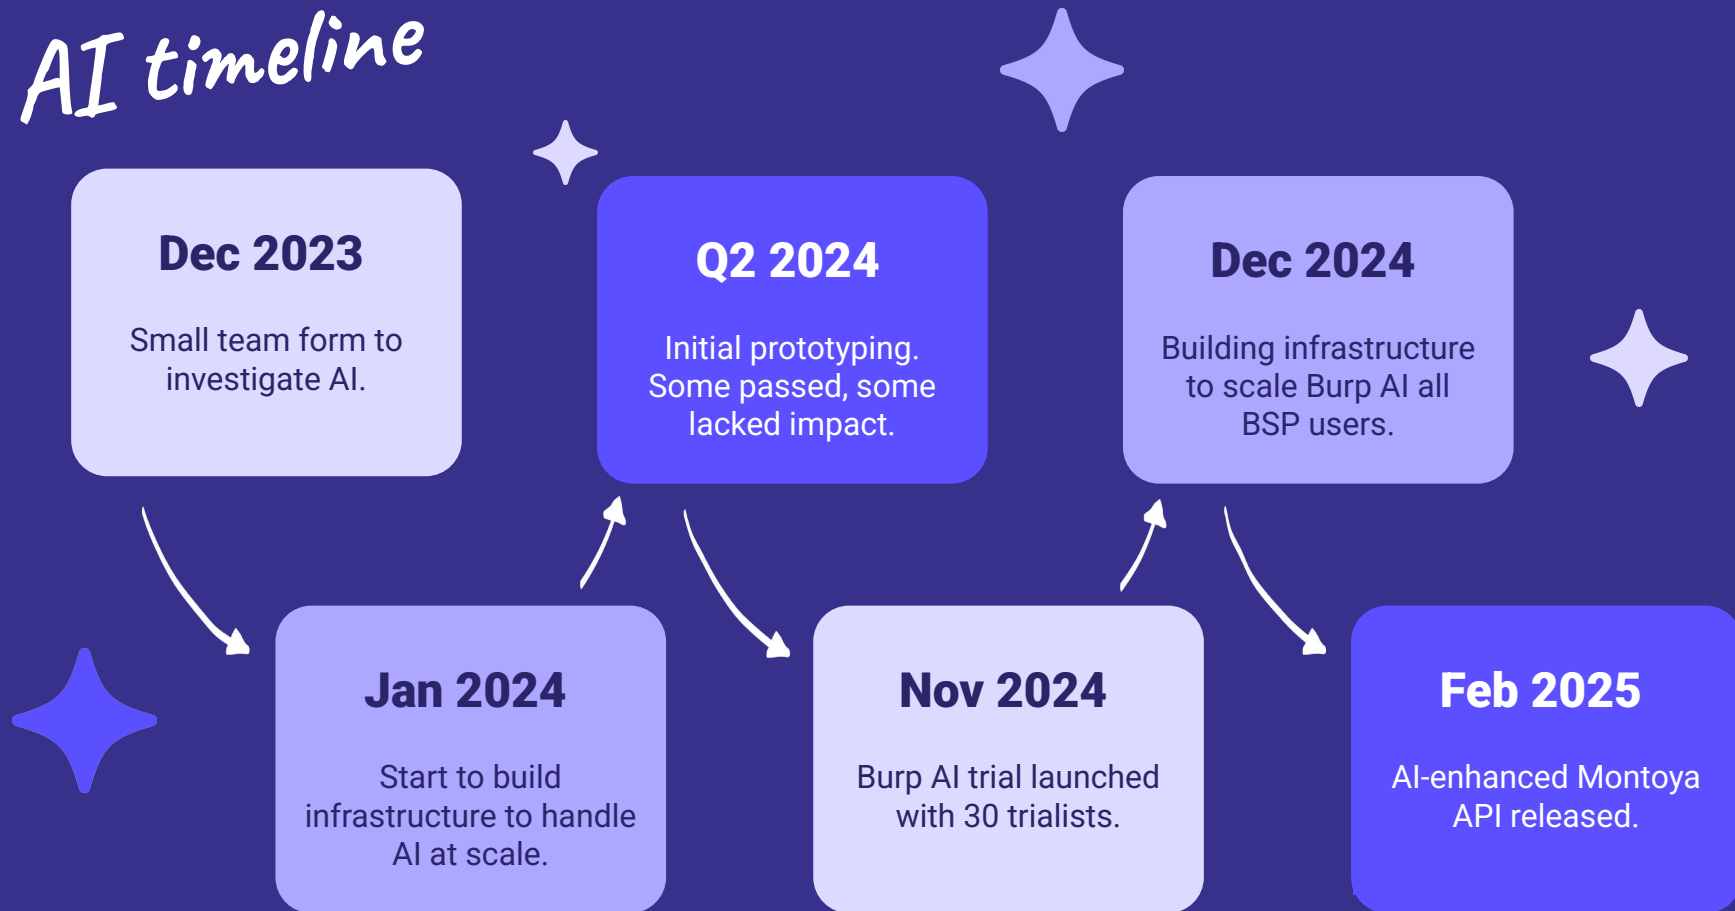 AI timeline
Dec 2023
Small team form to
investigate AI.
Jan 2024
Start to build
infrastructure to handle
AI at scale.
Q2 2024
Initial prototyping.
Some passed, some
lacked impact.
Nov 2024
Burp AI trial launched
with 30 trialists.
Dec 2024
Building infrastructure
to scale Burp AI all
BSP users.
Feb 2025
AI-enhanced Montoya
API released.